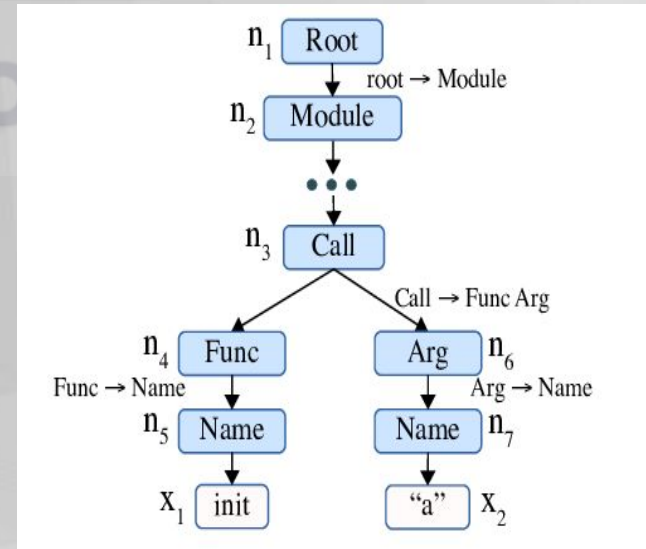 n1 Root
root → Module
n2 Module
n3 Call
Call → Func Arg
n4 Func Arg n6
Func → Name Arg → Name
n5 Name Name n7
x1 init “a” x2